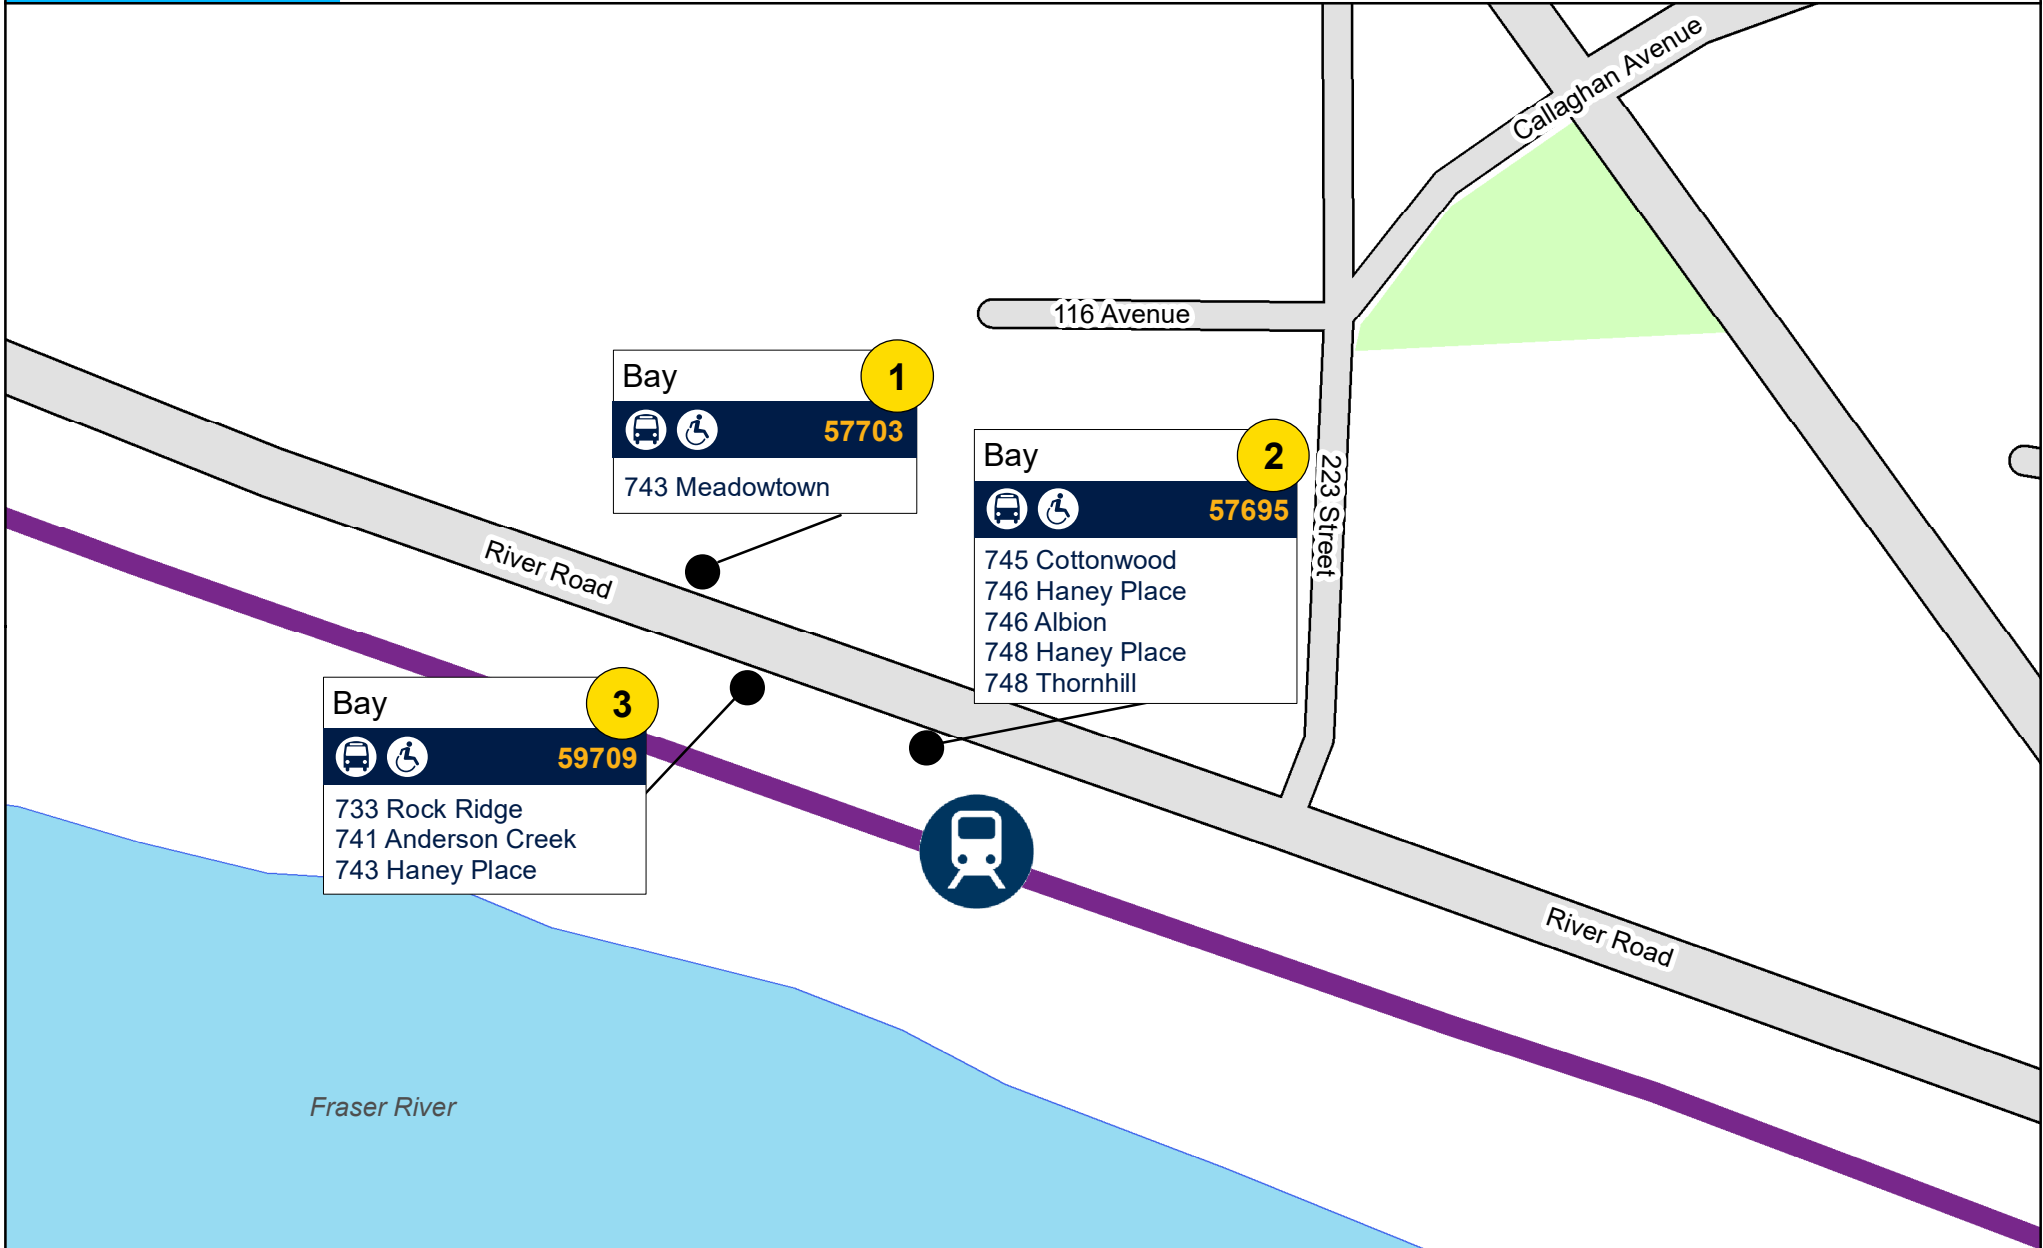 Callaghan Avenue
116 Avenue
Bay 1
57703
743 Meadowtown
Bay 2
57695
745 Cottonwood
746 Haney Place
746 Albion
748 Haney Place
748 Thornhill
223 Street
River Road
Bay 3
59709
733 Rock Ridge
741 Anderson Creek
743 Haney Place
River Road
Fraser River